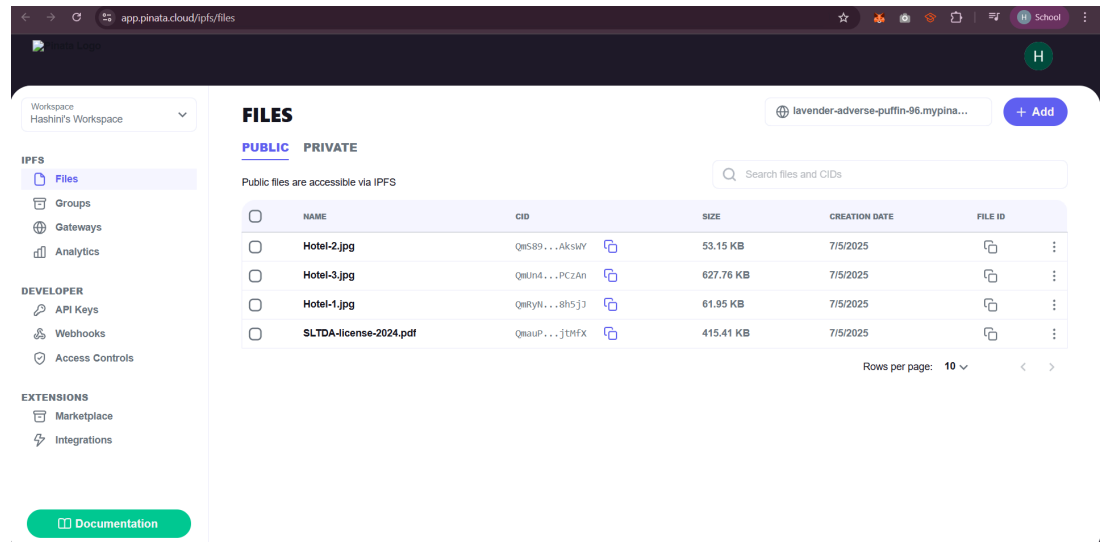 app.pinata.cloud/ipfs/files
H School
H
Workspace
Hashini's Workspace
IPFS
Files
Groups
Gateways
Analytics
DEVELOPER
API Keys
Webhooks
Access Controls
EXTENSIONS
Marketplace
Integrations
Documentation
FILES
lavender-adverse-puffin-96.mypina...
+ Add
PUBLIC PRIVATE
Public files are accessible via IPFS
Search files and CIDs
NAME CID SIZE CREATION DATE FILE ID
Hotel-2.jpg QmS89...AksWY 53.15 KB 7/5/2025
Hotel-3.jpg QmUn4...PCzAn 627.76 KB 7/5/2025
Hotel-1.jpg QmRyN...8h5jJ 61.95 KB 7/5/2025
SLTDA-license-2024.pdf QmauP...jtMfX 415.41 KB 7/5/2025
Rows per page: 10